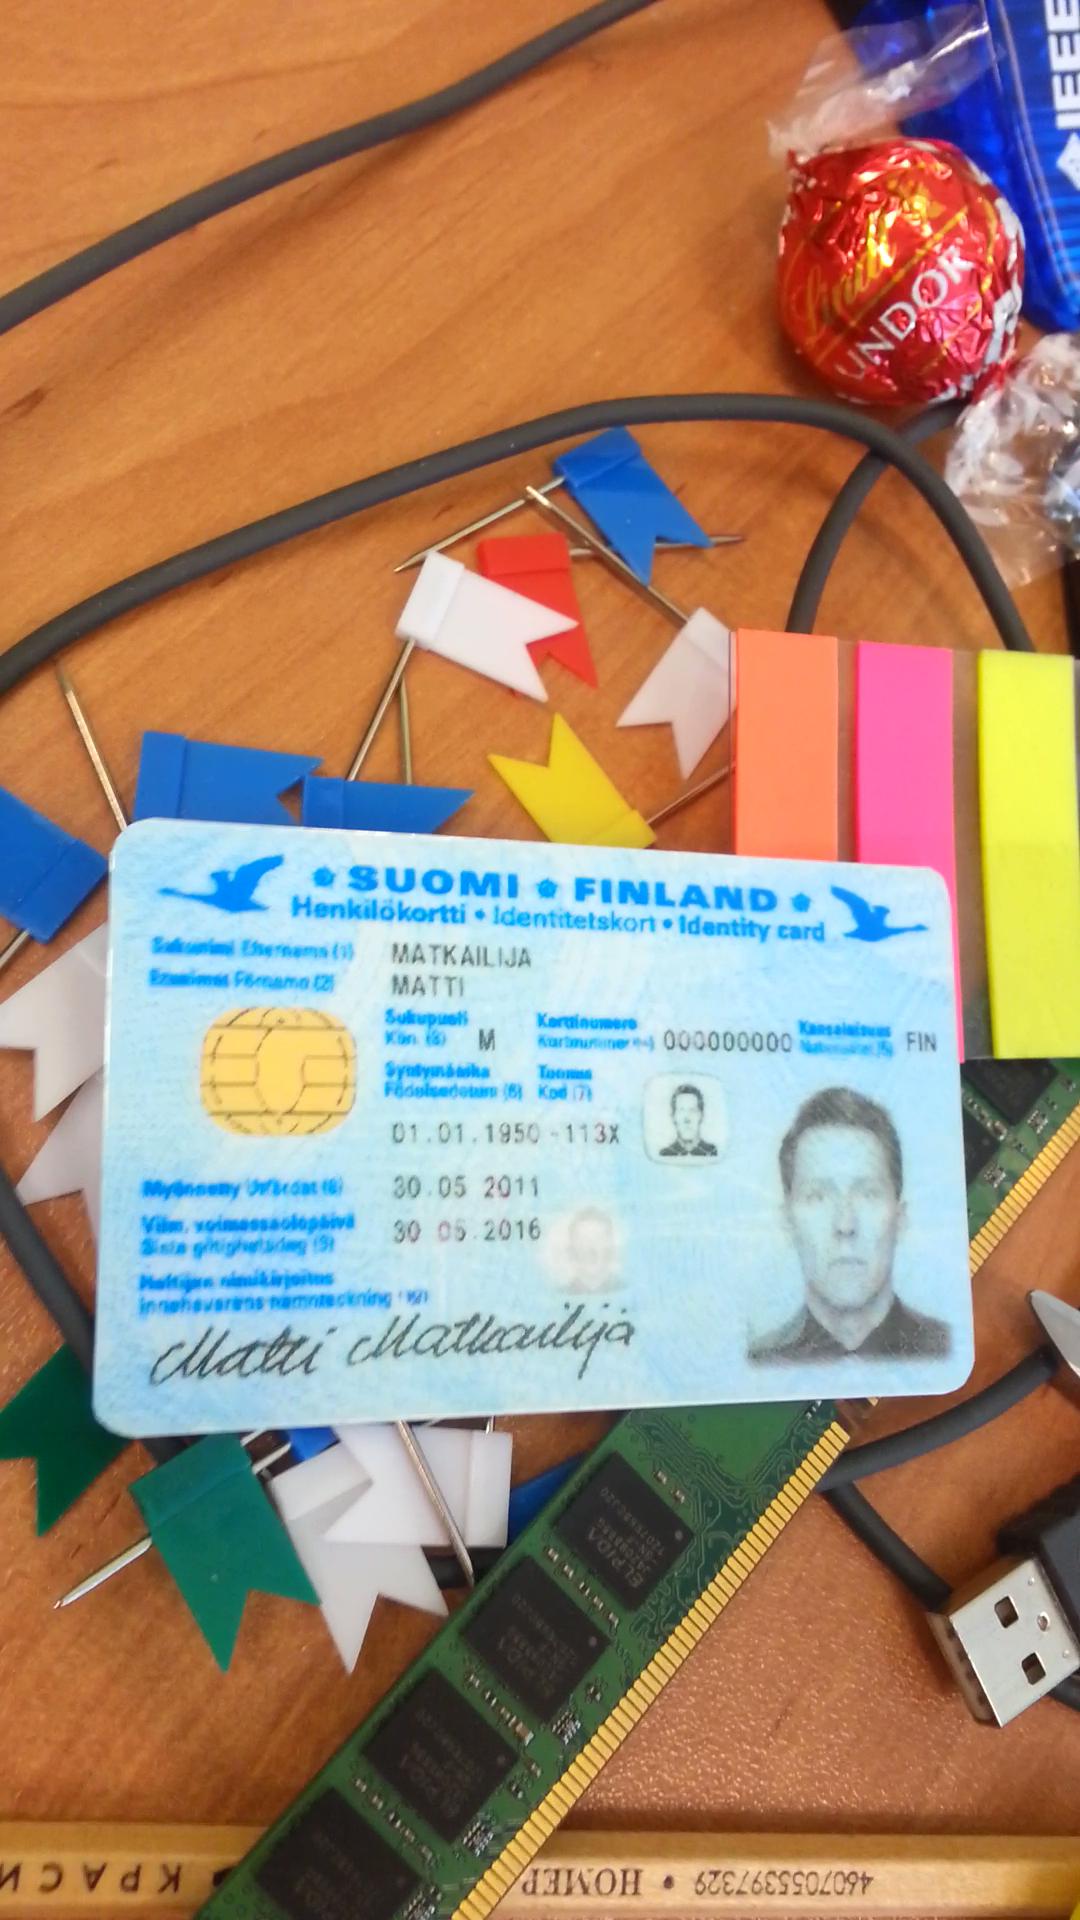 IEEE
Lindt
LINDOR
SUOMI FINLAND
Henkilökortti • Identitetskort • Identity card
Sukunimi Efternamn (1) MATKAILIJA
Etunimet Förnamn (2) MATTI
Sukupuoli Korttinumero Kansalaisuus
Kön (3) M Kortnummer (4) 000000000 Nationalitet (5) FIN
Syntymäaika Tunnus
Födelsedatum (6) Kod (7)
01.01.1950 -113X
Myönnetty Utfärdat (8) 30.05 2011
Viim. voimassaolopäivä
Sista giltighetsdag (9) 30 05.2016
Haltijan nimikirjoitus
Innehavarens namnteckning (10)
Matti Matkailija
ELPIDA
КРАСИ
НОМЕР • 4607055397329